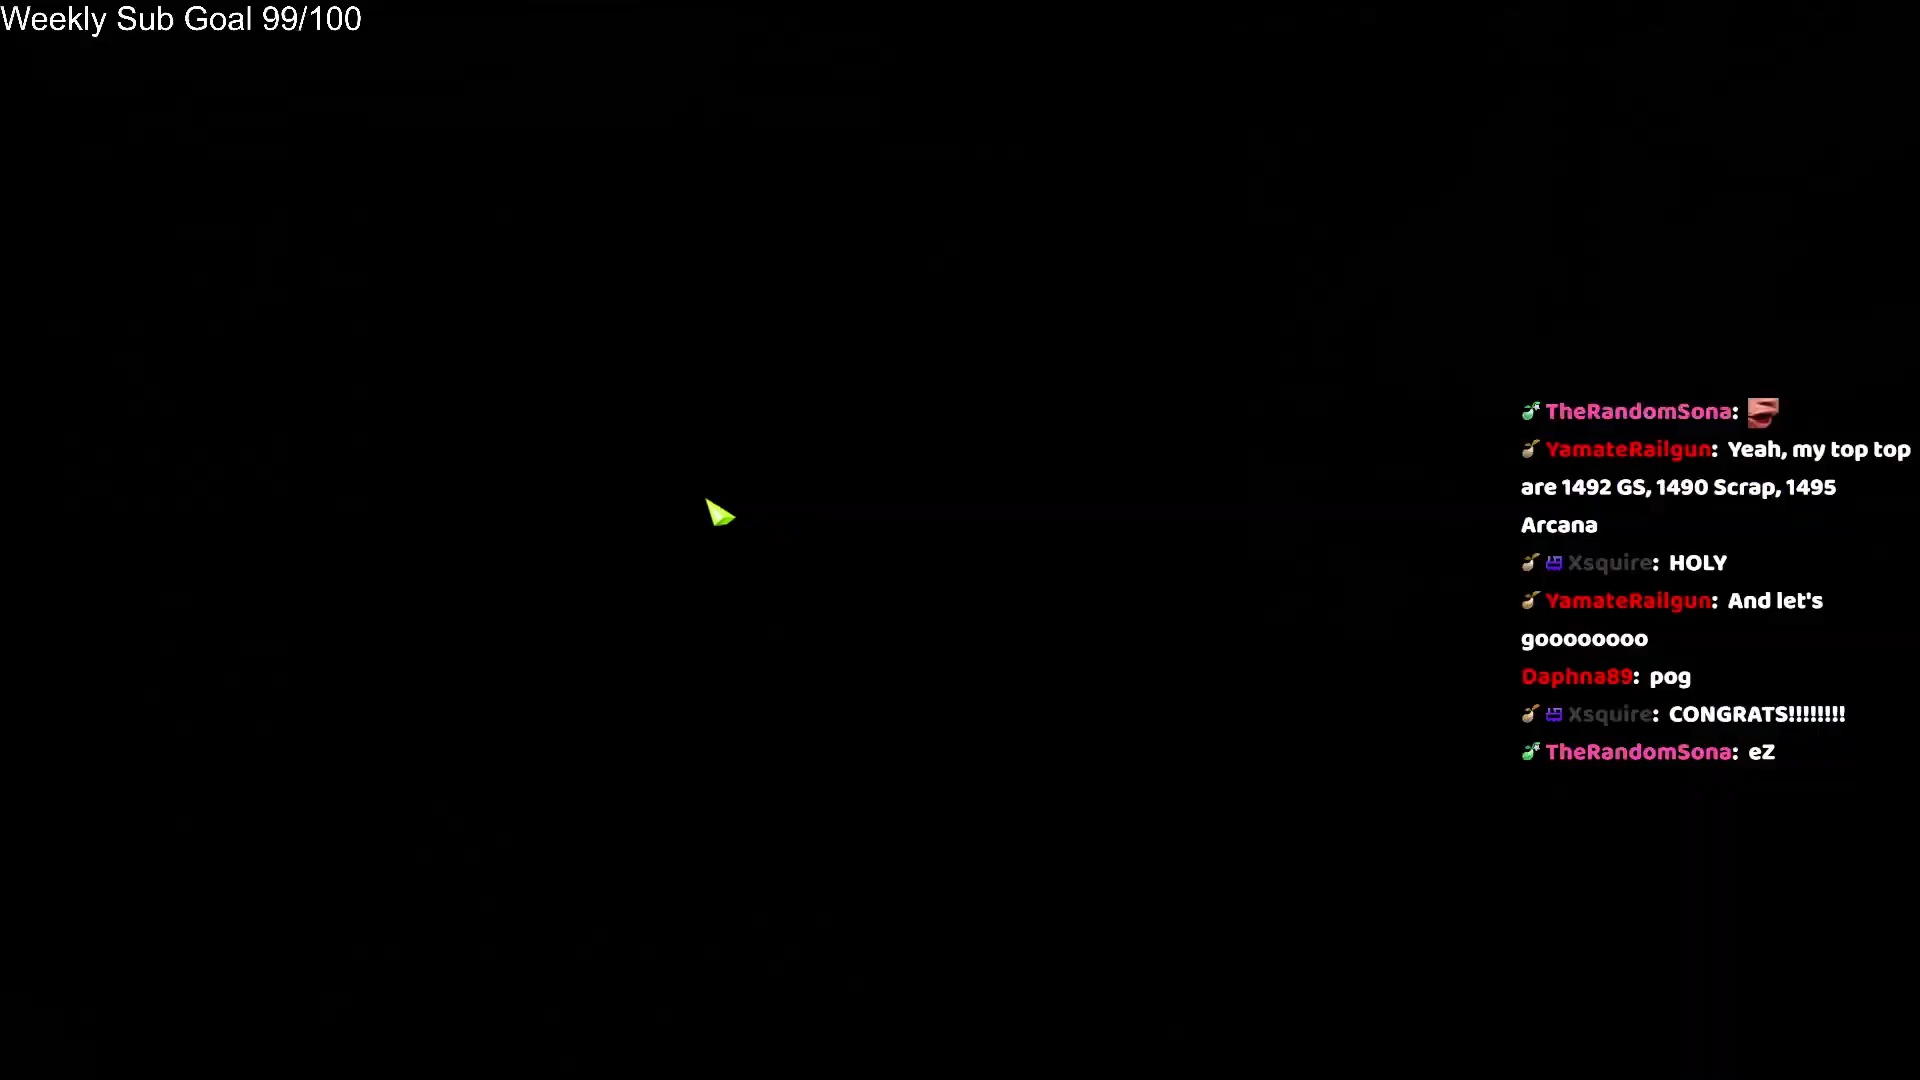 Weekly Sub Goal 99/100
TheRandomSona:
YamateRailgun: Yeah, my top top
are 1492 GS, 1490 Scrap, 1495
Arcana
Xsquire: HOLY
YamateRailgun: And let's
gooooooooo
Daphna89: pog
Xsquire: CONGRATS!!!!!!!!
TheRandomSona: eZ